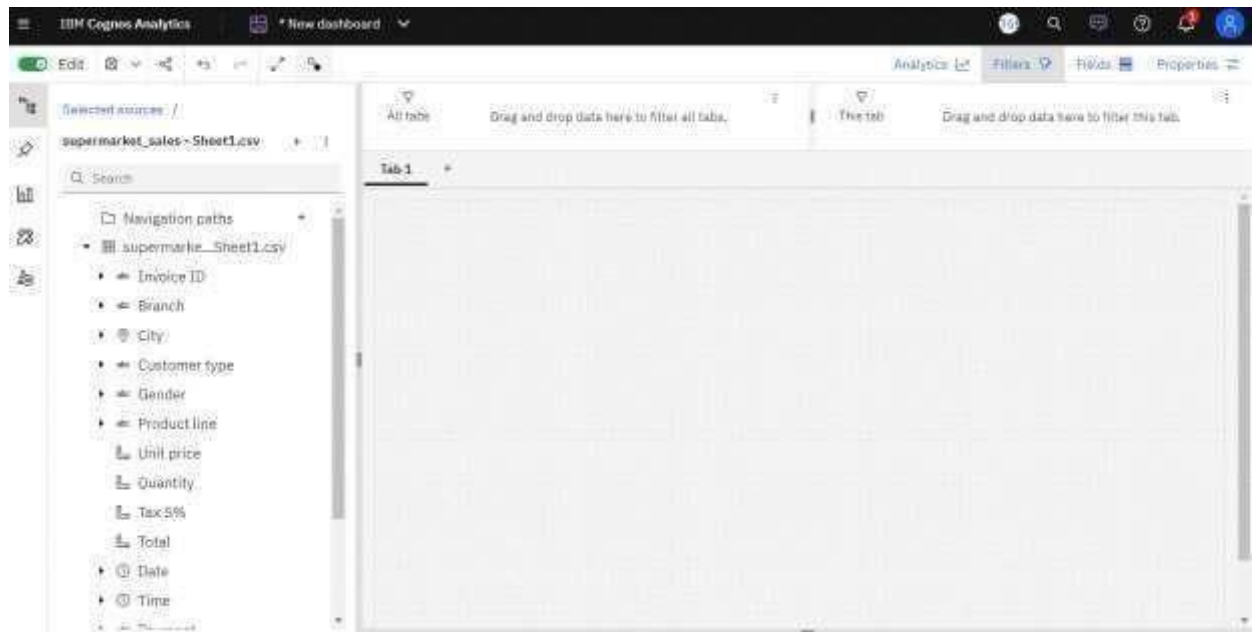 IBM Cognos Analytics
* New dashboard
Edit
Analytics
Filters
Fields
Properties
Selected sources /
supermarket_sales - Sheet1.csv
All tabs
Drag and drop data here to filter all tabs.
This tab
Drag and drop data here to filter this tab.
Search
Tab 1
Navigation paths
supermarke...Sheet1.csv
Invoice ID
Branch
City
Customer type
Gender
Product line
Unit price
Quantity
Tax 5%
Total
Date
Time